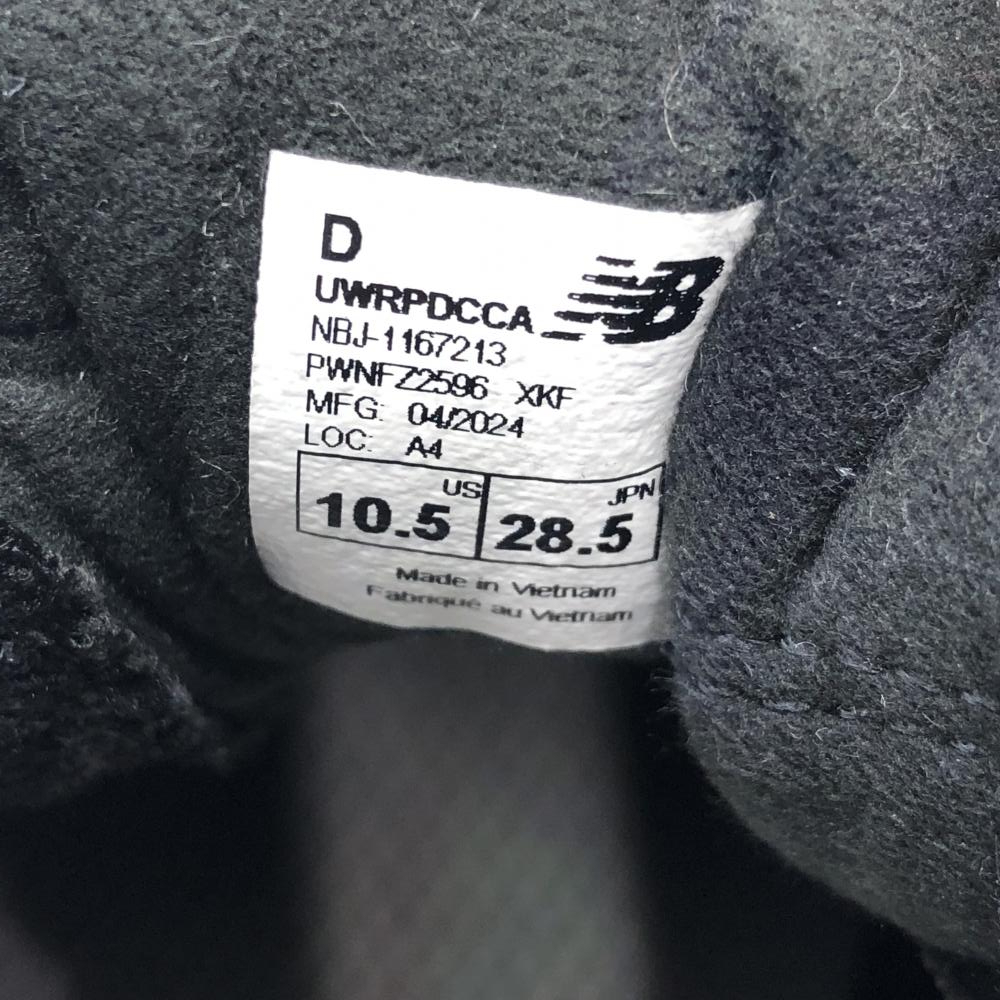 D
NB
UWRPDCCA
NBJ-1167213
PWNFZ2596 XKF
MFG: 04/2024
LOC: A4
US JPN
10.5 28.5
Made in Vietnam
Fabriqué au Vietnam